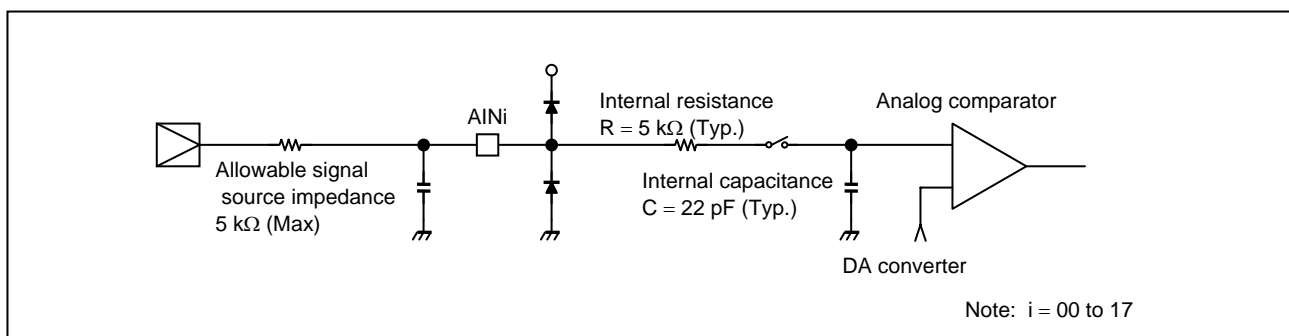 AINi
Allowable signal
source impedance
5 kΩ (Max)
Internal resistance
R = 5 kΩ (Typ.)
Internal capacitance
C = 22 pF (Typ.)
Analog comparator
DA converter
Note: i = 00 to 17